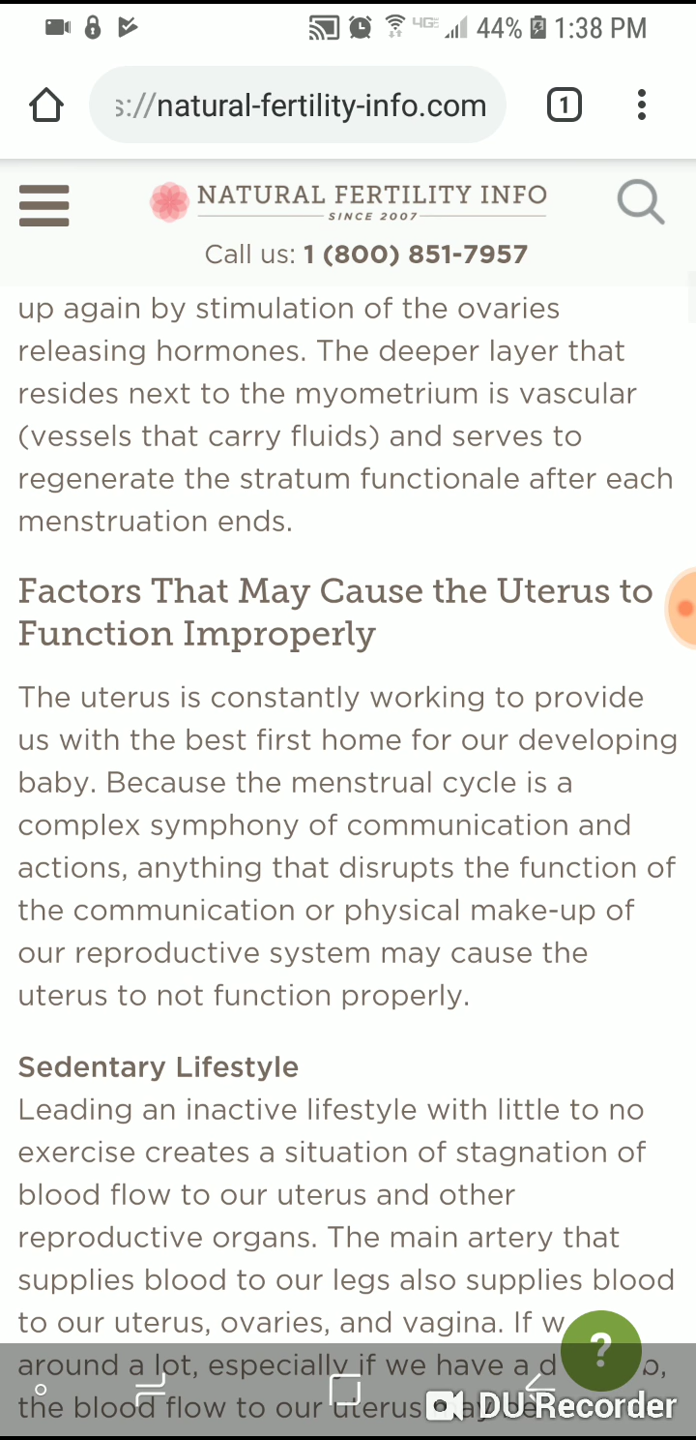 4GE 44% 1:38 PM
s://natural-fertility-info.com 1
NATURAL FERTILITY INFO
SINCE 2007
Call us: 1 (800) 851-7957
up again by stimulation of the ovaries
releasing hormones. The deeper layer that
resides next to the myometrium is vascular
(vessels that carry fluids) and serves to
regenerate the stratum functionale after each
menstruation ends.
Factors That May Cause the Uterus to
Function Improperly
The uterus is constantly working to provide
us with the best first home for our developing
baby. Because the menstrual cycle is a
complex symphony of communication and
actions, anything that disrupts the function of
the communication or physical make-up of
our reproductive system may cause the
uterus to not function properly.
Sedentary Lifestyle
Leading an inactive lifestyle with little to no
exercise creates a situation of stagnation of
blood flow to our uterus and other
reproductive organs. The main artery that
supplies blood to our legs also supplies blood
to our uterus, ovaries, and vagina. If w
?
around a lot, especially if we have a d
the blood flow to our uterus may
DU Recorder